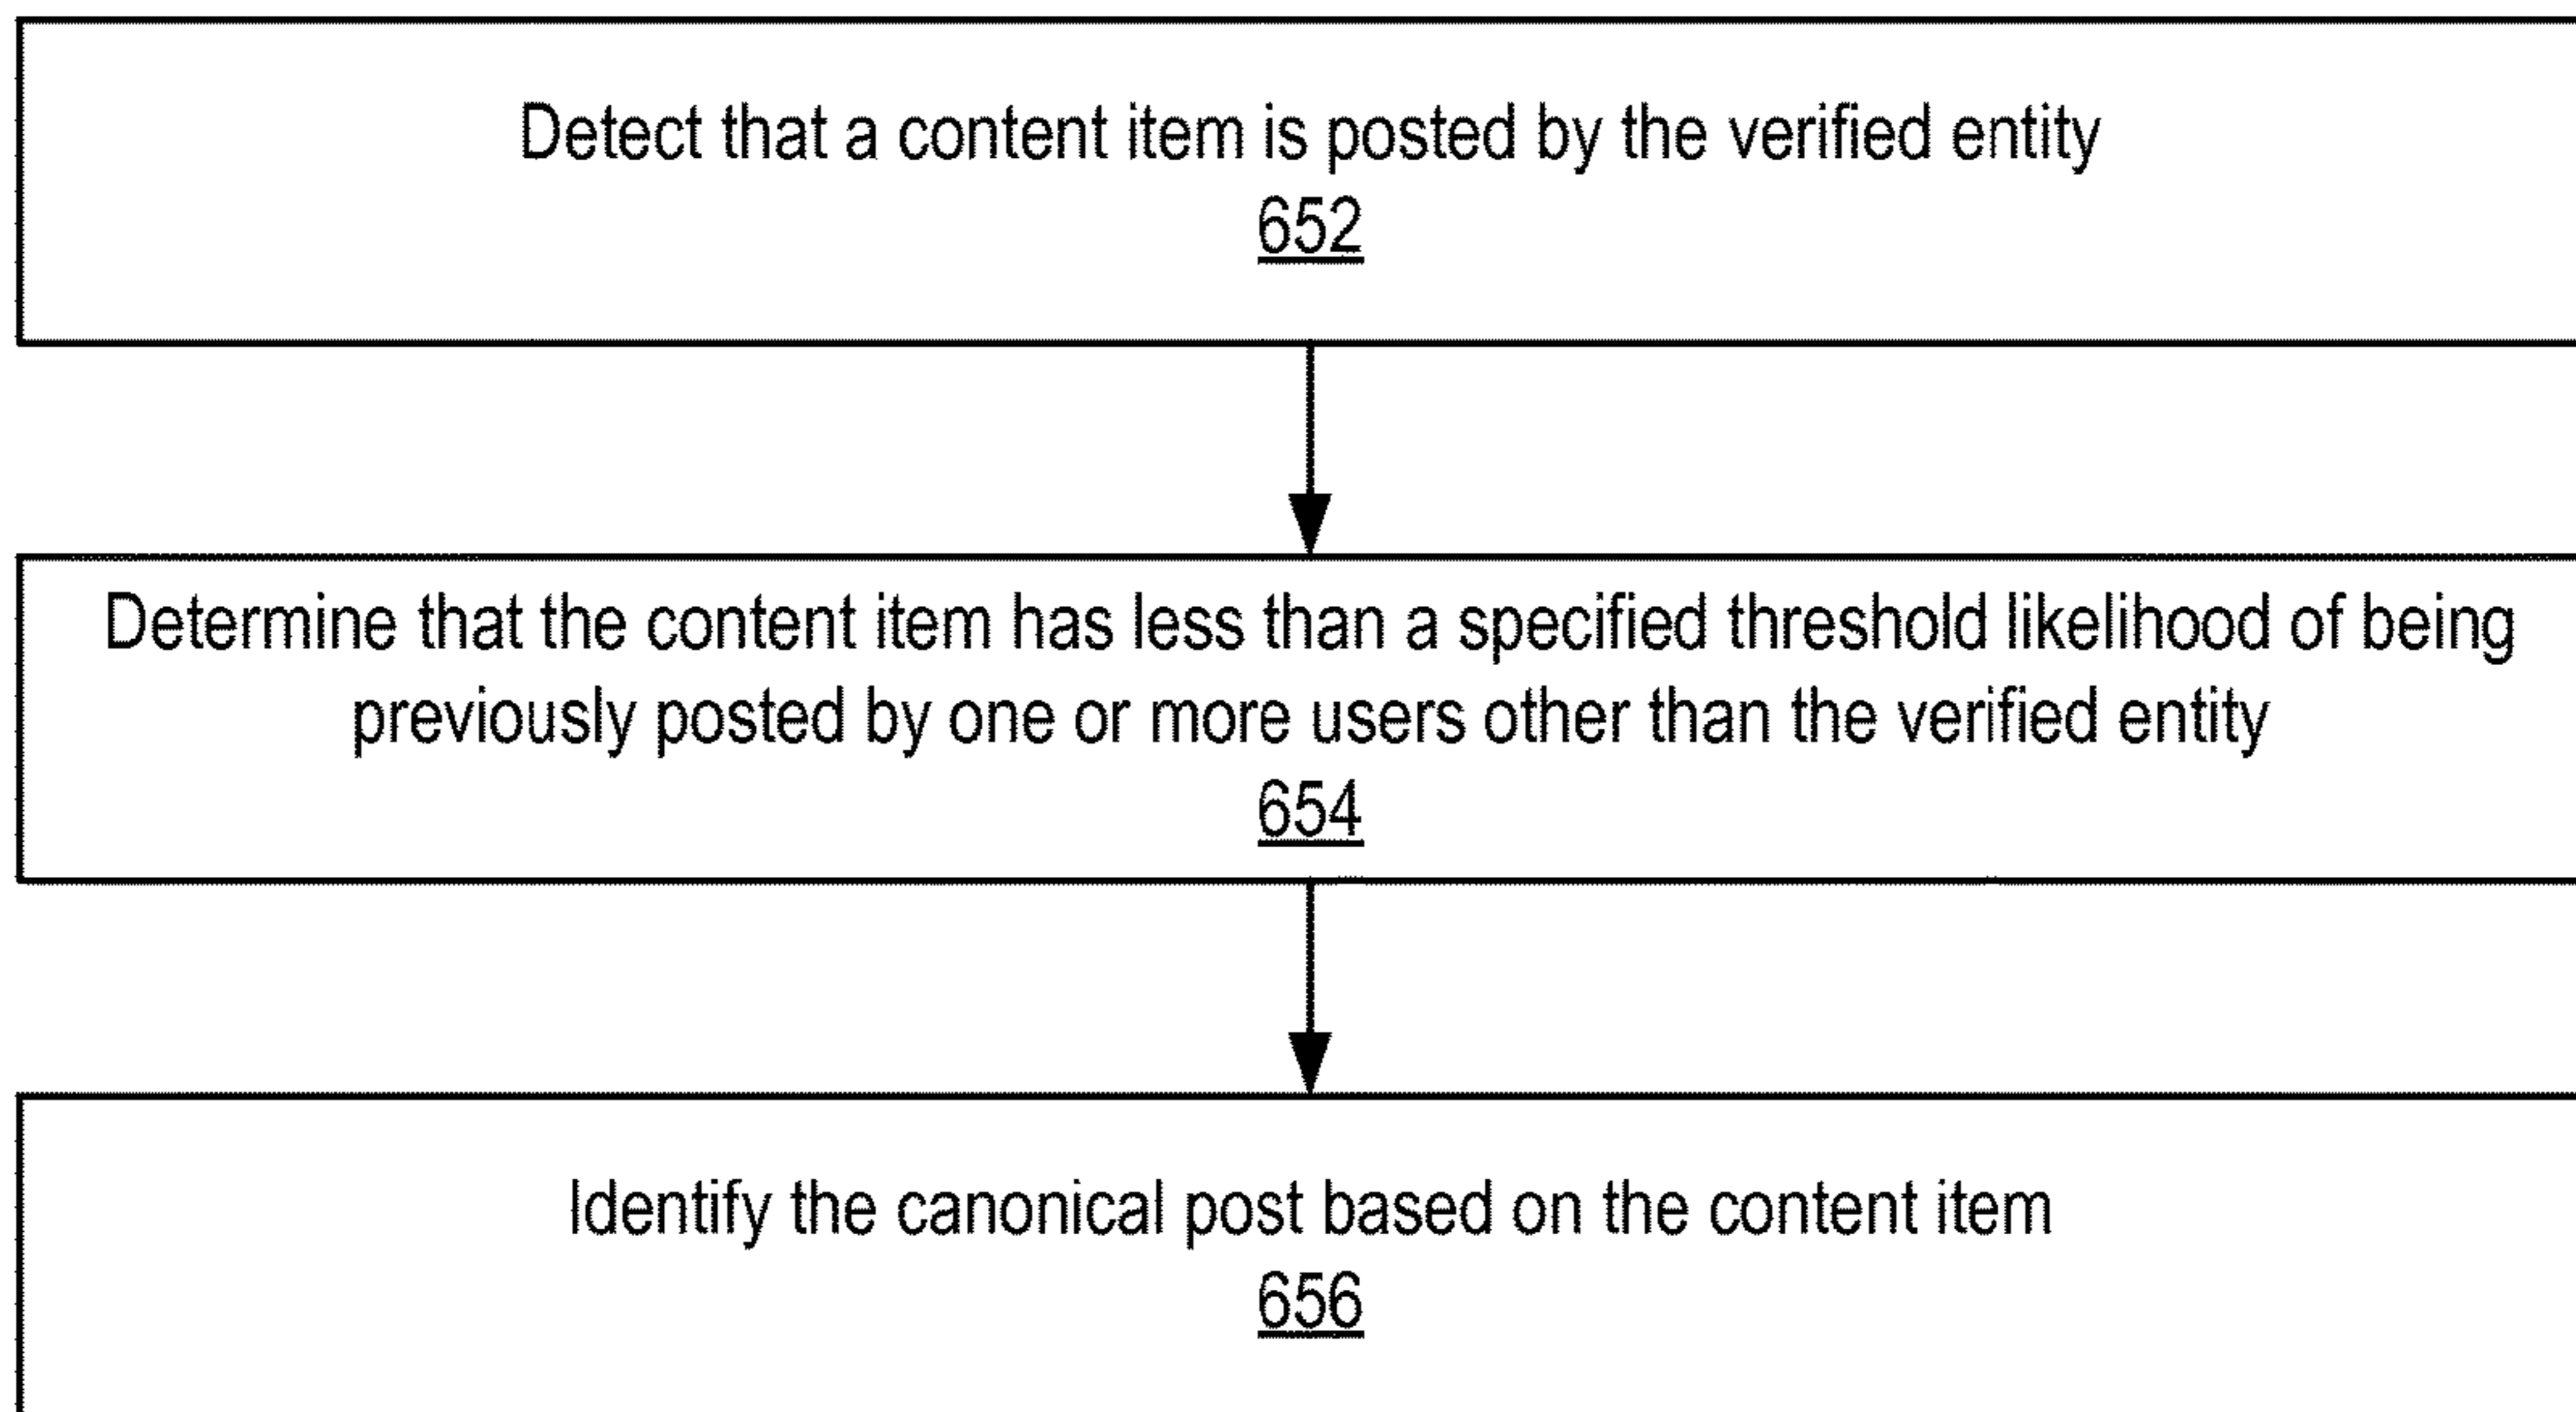 Detect that a content item is posted by the verified entity
652
Determine that the content item has less than a specified threshold likelihood of being
previously posted by one or more users other than the verified entity
654
Identify the canonical post based on the content item
656